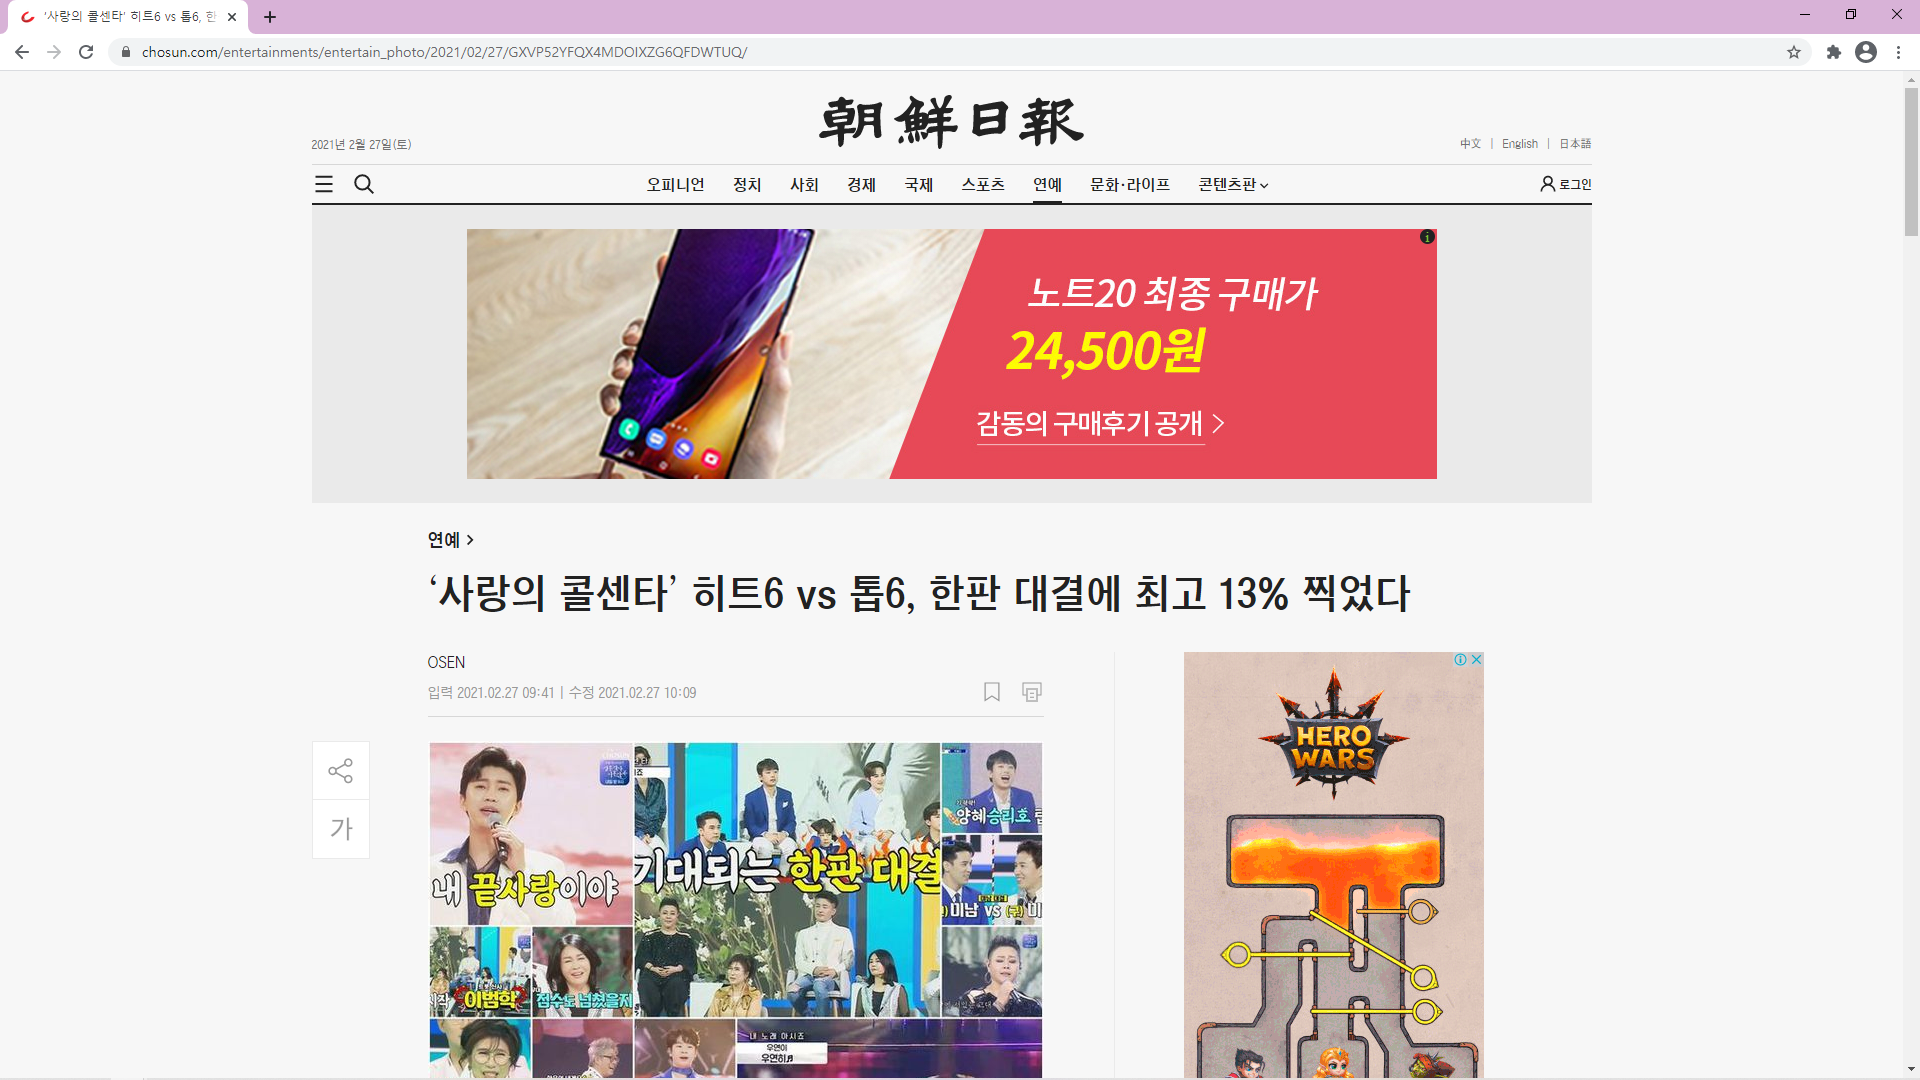 '사랑의 콜센타' 히트6 vs 톱6, 한
chosun.com/entertainments/entertain_photo/2021/02/27/GXVP52YFQX4MDOIXZG6QFDWTUQ/
朝鮮日報
2021년 2월 27일(토)
中文 | English | 日本語
오피니언 정치 사회 경제 국제 스포츠 연예 문화·라이프 콘텐츠판
로그인
노트20 최종 구매가
24,500원
감동의 구매후기 공개 >
연예 >
‘사랑의 콜센타’ 히트6 vs 톱6, 한판 대결에 최고 13% 찍었다
OSEN
입력 2021.02.27 09:41 | 수정 2021.02.27 10:09
가
내 끝사랑이야
기대되는 한판 대결
양혜승리호
미남 VS (구) 미
이범학
점수도 넘쳤을지
내 노래 아시죠
우연이
우연히♬
HERO
WARS